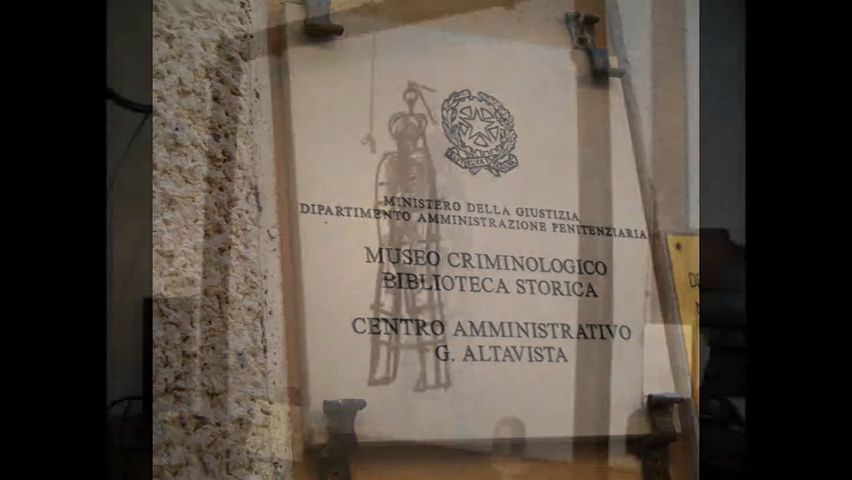 MINISTERO DELLA GIUSTIZIA
DIPARTIMENTO AMMINISTRAZIONE PENITENZIARIA
MUSEO CRIMINOLOGICO
BIBLIOTECA STORICA
CENTRO AMMINISTRATIVO
G. ALTAVISTA